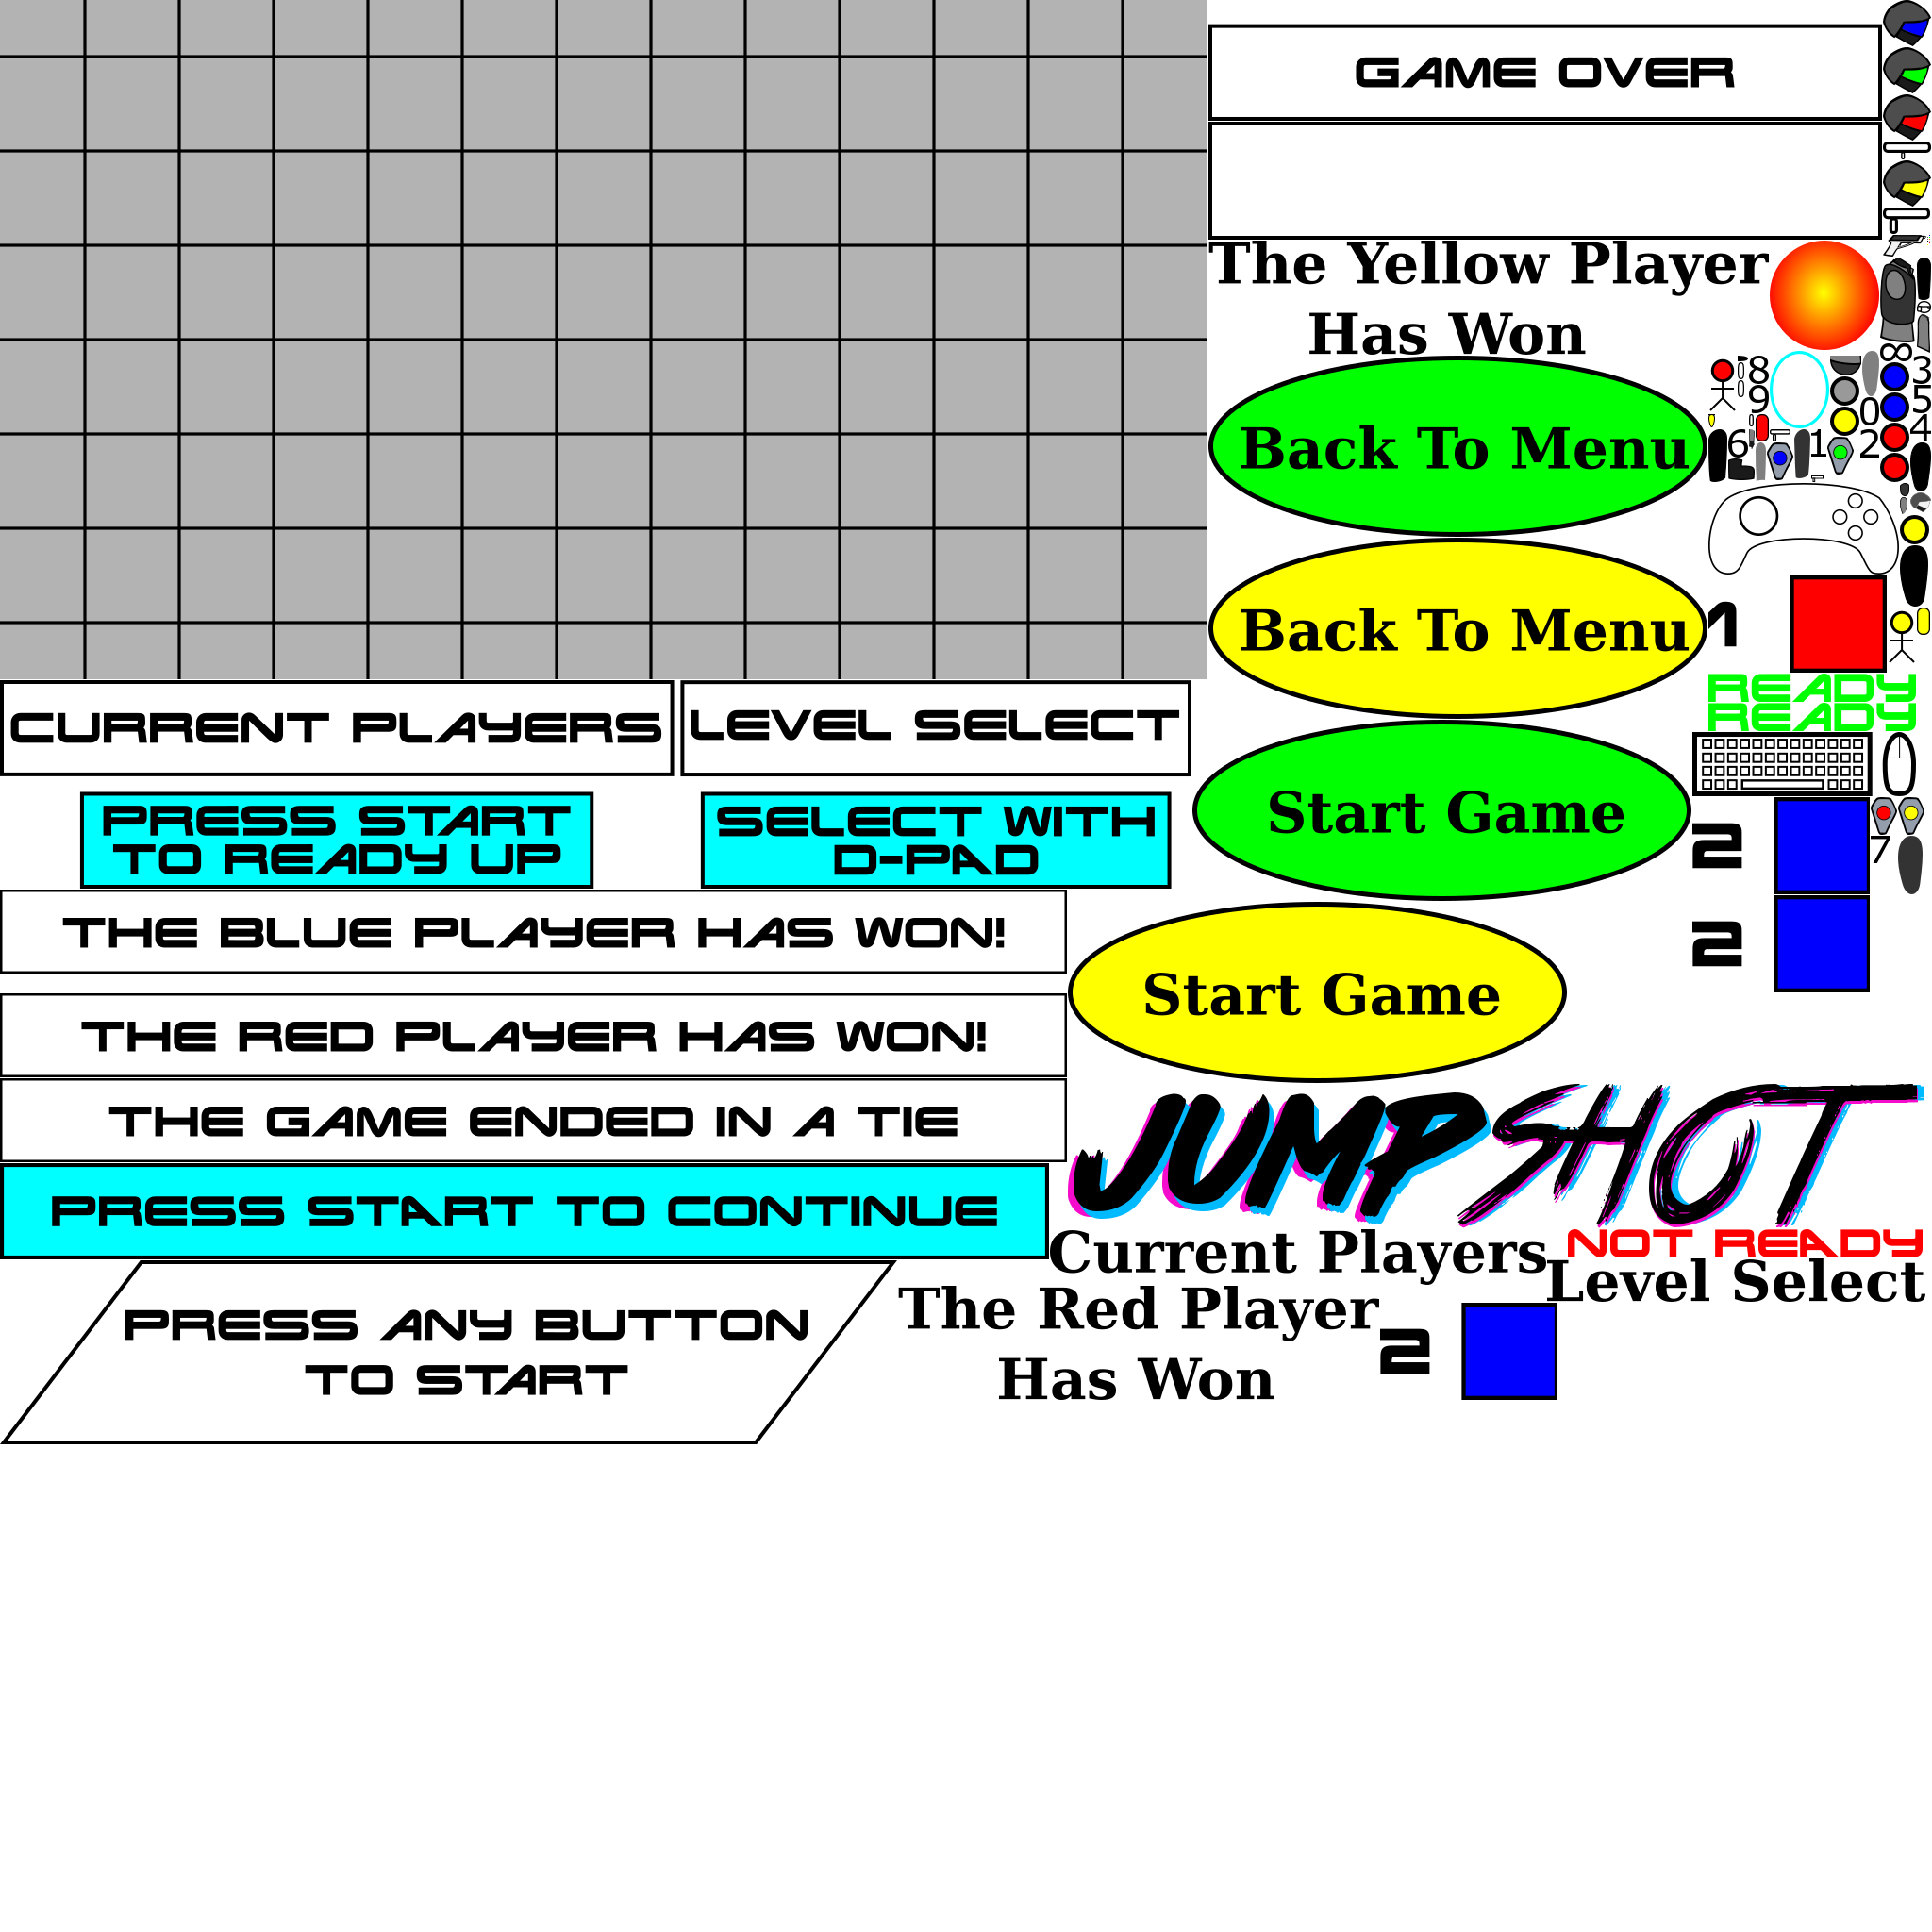 GAME OVER
The Yellow Player
Has Won
8
3
8
9
5
0
4
6
1
2
Back To Menu
Back To Menu
1
READY
READY
CURRENT PLAYERS
LEVEL SELECT
PRESS START
TO READY UP
SELECT WITH
D-PAD
Start Game
2
7
THE BLUE PLAYER HAS WON!
2
Start Game
THE RED PLAYER HAS WON!
THE GAME ENDED IN A TIE
JUMPSHOT
PRESS START TO CONTINUE
Current Players
NOT READY
Level Select
The Red Player
Has Won
2
PRESS ANY BUTTON
TO START